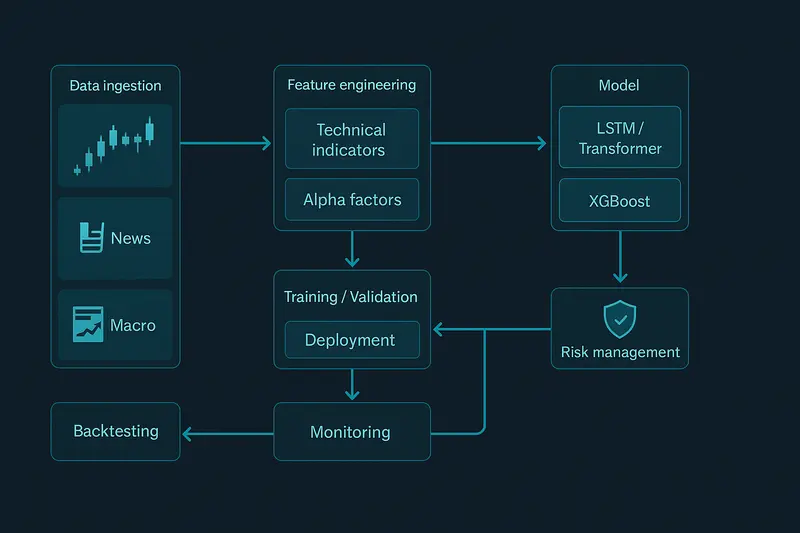 Data ingestion
News
Macro
Feature engineering
Technical
indicators
Alpha factors
Model
LSTM /
Transformer
XGBoost
Training / Validation
Deployment
Risk management
Backtesting
Monitoring